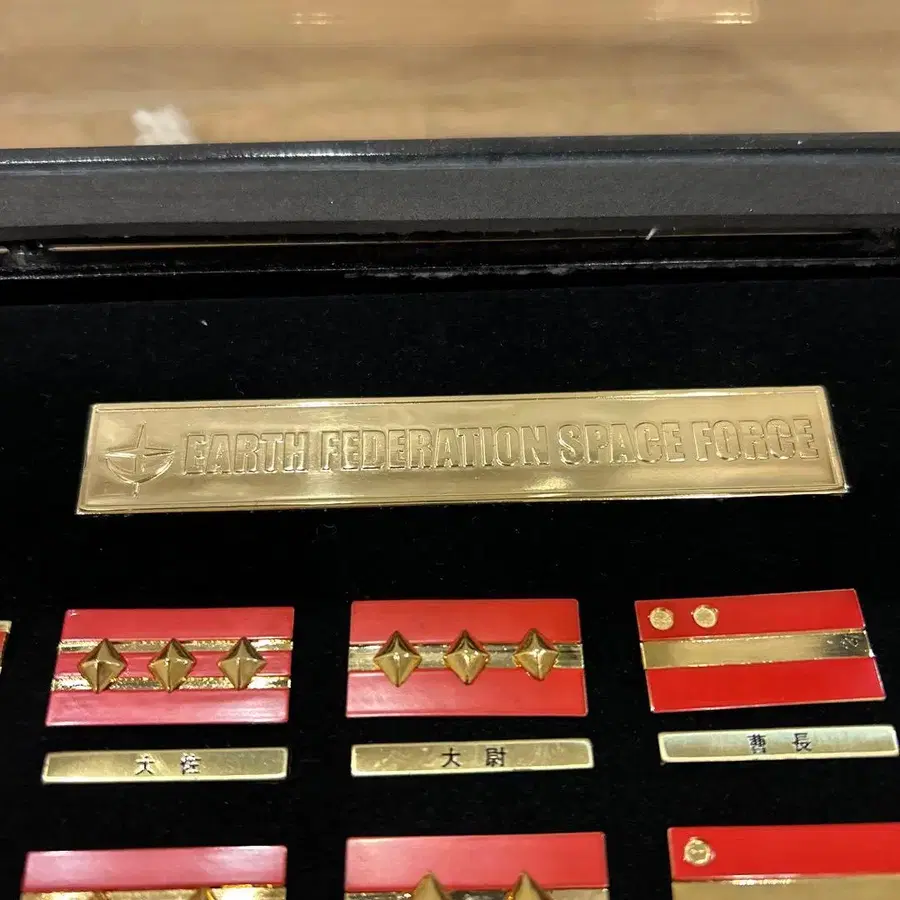 EARTH FEDERATION SPACE FORCE
大佐
大尉
曹長